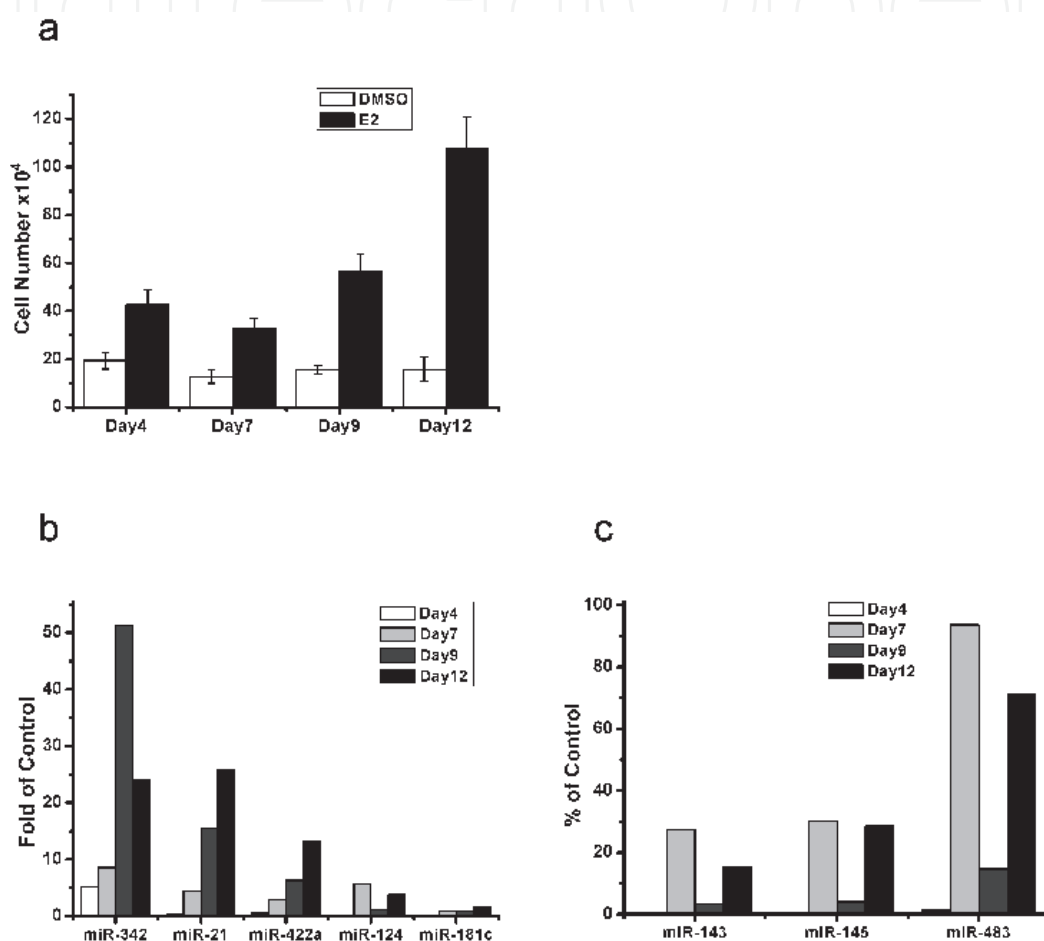 a
DMSO
E2
120
100
80
60
40
20
0
Cell Number x10⁴
Day4 Day7 Day9 Day12
b
Day4
Day7
Day9
Day12
50
40
30
20
10
0
Fold of Control
miR-342 miR-21 miR-422a miR-124 miR-181c
c
Day4
Day7
Day9
Day12
100
80
60
40
20
0
% of Control
miR-143 miR-145 miR-483